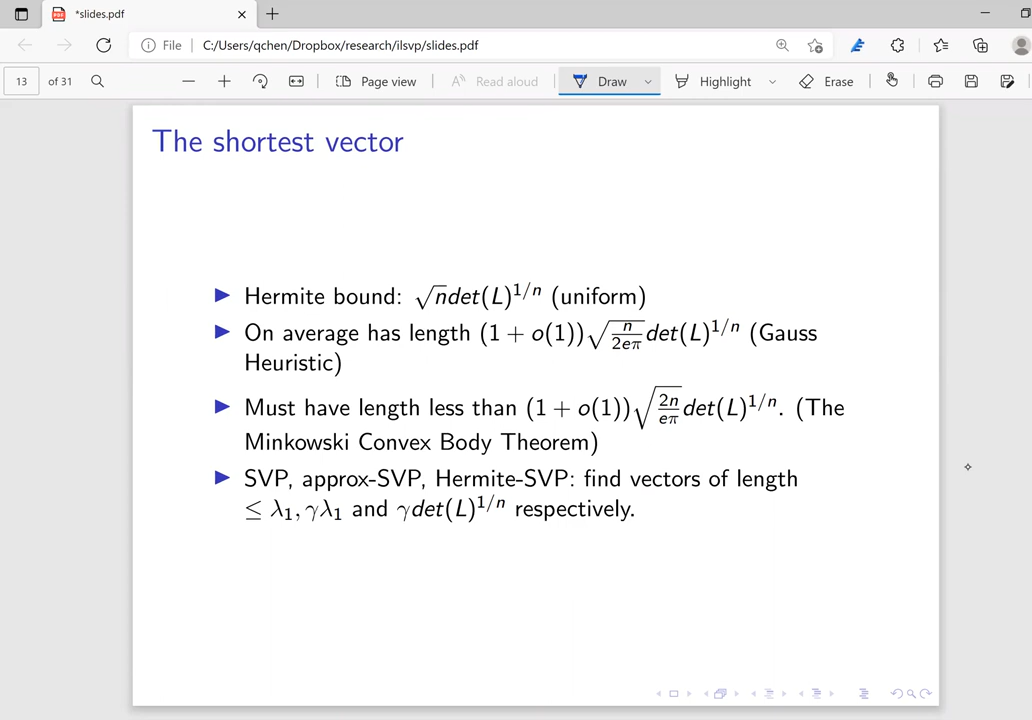 *slides.pdf
File C:/Users/qchen/Dropbox/research/ilsvp/slides.pdf
13 of 31 Page view Read aloud Draw Highlight Erase
The shortest vector
▶ Hermite bound: √n det(L)^{1/n} (uniform)
▶ On average has length (1 + o(1))√(n/2eπ) det(L)^{1/n} (Gauss
Heuristic)
▶ Must have length less than (1 + o(1))√(2n/eπ) det(L)^{1/n}. (The
Minkowski Convex Body Theorem)
▶ SVP, approx-SVP, Hermite-SVP: find vectors of length
≤ λ₁, γλ₁ and γdet(L)^{1/n} respectively.